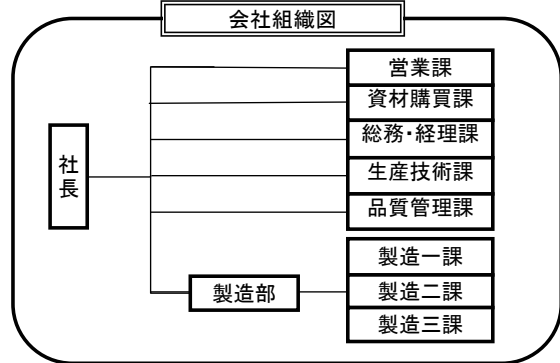 会社組織図
営業課
資材購買課
総務・経理課
生産技術課
品質管理課
社長
製造部
製造一課
製造二課
製造三課